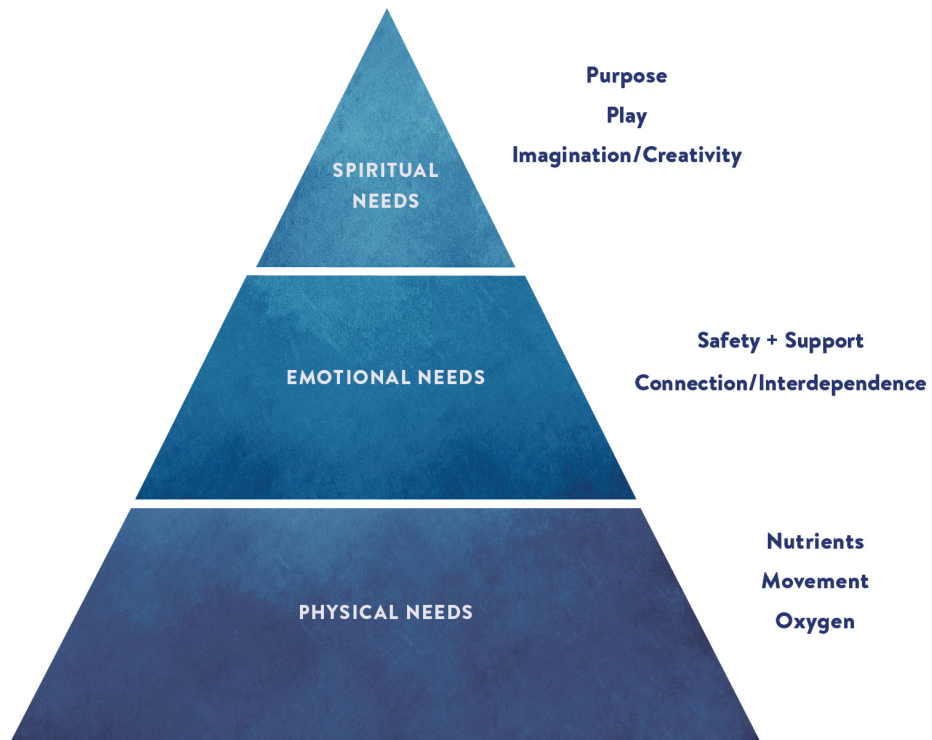 Purpose
Play
Imagination/Creativity
SPIRITUAL
NEEDS
Safety + Support
EMOTIONAL NEEDS
Connection/Interdependence
Nutrients
Movement
PHYSICAL NEEDS
Oxygen